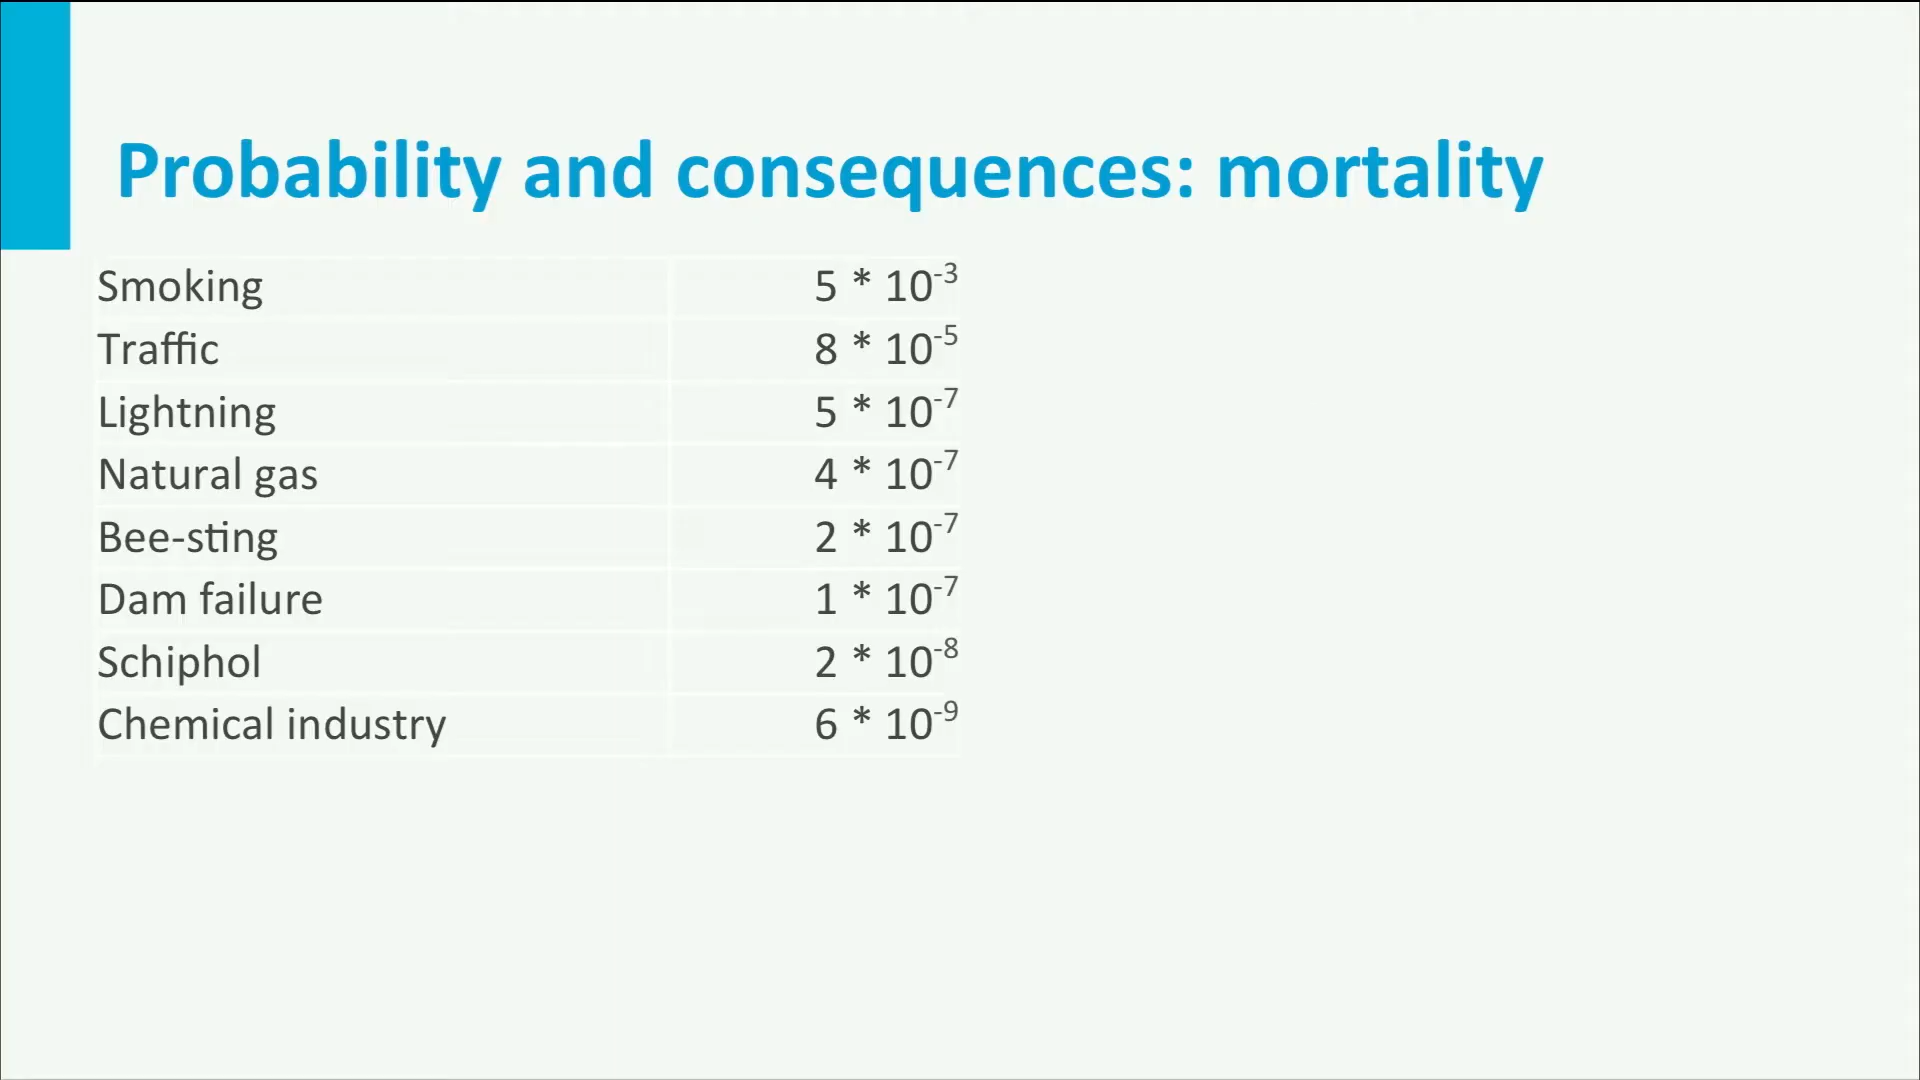 Probability and consequences: mortality
Smoking 5 * 10⁻³
Traffic 8 * 10⁻⁵
Lightning 5 * 10⁻⁷
Natural gas 4 * 10⁻⁷
Bee-sting 2 * 10⁻⁷
Dam failure 1 * 10⁻⁷
Schiphol 2 * 10⁻⁸
Chemical industry 6 * 10⁻⁹